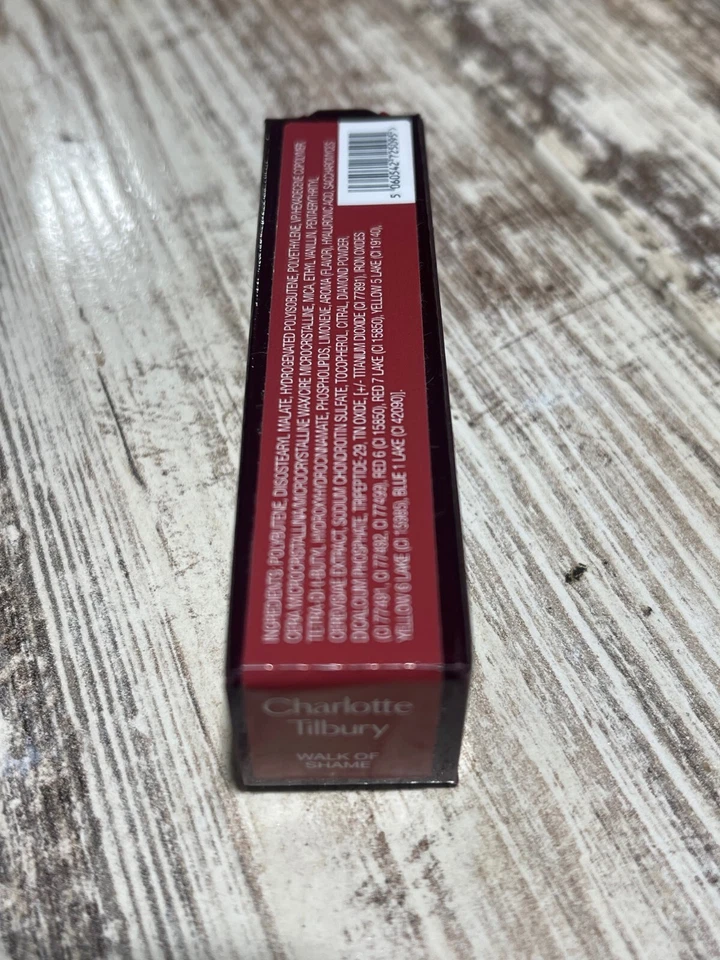 INGREDIENTS: POLYBUTENE, DIISOSTEARYL MALATE, HYDROGENATED POLYISOBUTENE, POLYETHYLENE, VP/HEXADECENE COPOLYMER,
CERA MICROCRISTALLINA/MICROCRYSTALLINE WAX/CIRE MICROCRISTALLINE, MICA, ETHYL VANILLIN, PENTAERYTHRITYL
TETRA-DI-T-BUTYL HYDROXYHYDROCINNAMATE, PHOSPHOLIPIDS, LIMONENE, AROMA (FLAVOR), HYALURONIC ACID, SACCHAROMYCES
CEREVISIAE EXTRACT, SODIUM CHONDROITIN SULFATE, TOCOPHEROL, CITRAL, DIAMOND POWDER,
DICALCIUM PHOSPHATE, TRIPEPTIDE-29, TIN OXIDE, [+/- TITANIUM DIOXIDE (CI 77891), IRON OXIDES
(CI 77491, CI 77492, CI 77499), RED 6 (CI 15850), RED 7 LAKE (CI 15850), YELLOW 5 LAKE (CI 19140),
YELLOW 6 LAKE (CI 15985), BLUE 1 LAKE (CI 42090)].
5 060542 725095
Charlotte
Tilbury
WALK OF
SHAME